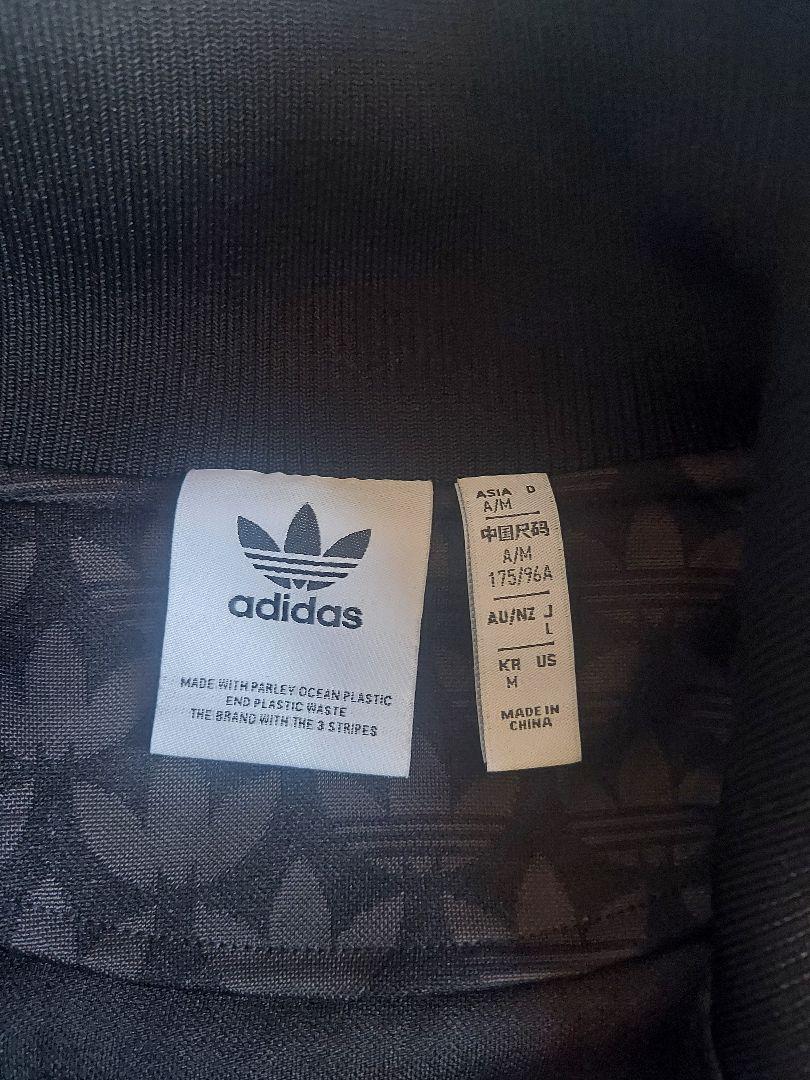 adidas
MADE WITH PARLEY OCEAN PLASTIC
END PLASTIC WASTE
THE BRAND WITH THE 3 STRIPES
ASIA D
A/M
中国尺码
A/M
175/96A
AU/NZ J
L
KR US
M
MADE IN
CHINA